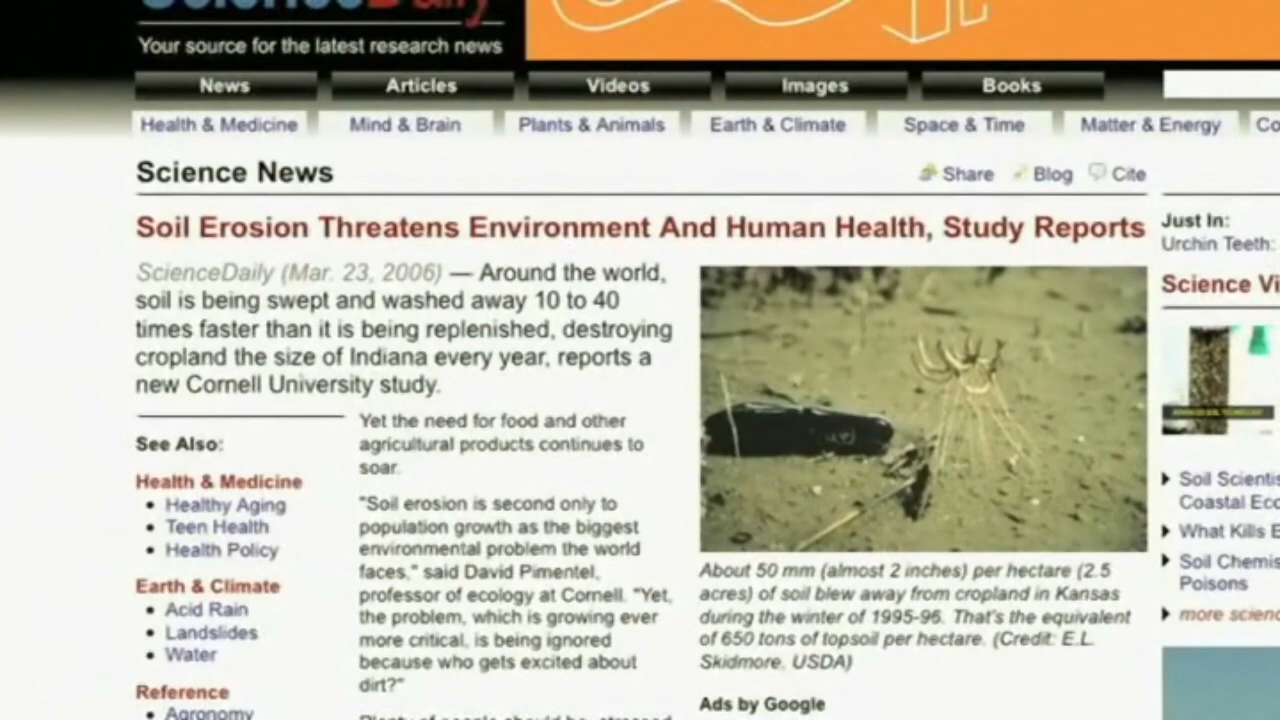 ScienceDaily
Your source for the latest research news
News Articles Videos Images Books
Health & Medicine Mind & Brain Plants & Animals Earth & Climate Space & Time Matter & Energy
Science News
Share Blog Cite
Soil Erosion Threatens Environment And Human Health, Study Reports
ScienceDaily (Mar. 23, 2006) — Around the world,
soil is being swept and washed away 10 to 40
times faster than it is being replenished, destroying
cropland the size of Indiana every year, reports a
new Cornell University study.
See Also:
Health & Medicine
• Healthy Aging
• Teen Health
• Health Policy
Earth & Climate
• Acid Rain
• Landslides
• Water
Reference
• Agronomy
Yet the need for food and other
agricultural products continues to
soar.
"Soil erosion is second only to
population growth as the biggest
environmental problem the world
faces," said David Pimentel,
professor of ecology at Cornell. "Yet,
the problem, which is growing ever
more critical, is being ignored
because who gets excited about
dirt?"
Plenty of people should be, stressed
About 50 mm (almost 2 inches) per hectare (2.5
acres) of soil blew away from cropland in Kansas
during the winter of 1995-96. That's the equivalent
of 650 tons of topsoil per hectare. (Credit: E.L.
Skidmore, USDA)
Ads by Google
Just In:
Urchin Teeth:
Science Vi
Soil Scientis
Coastal Eco
What Kills E
Soil Chemis
Poisons
more scienc